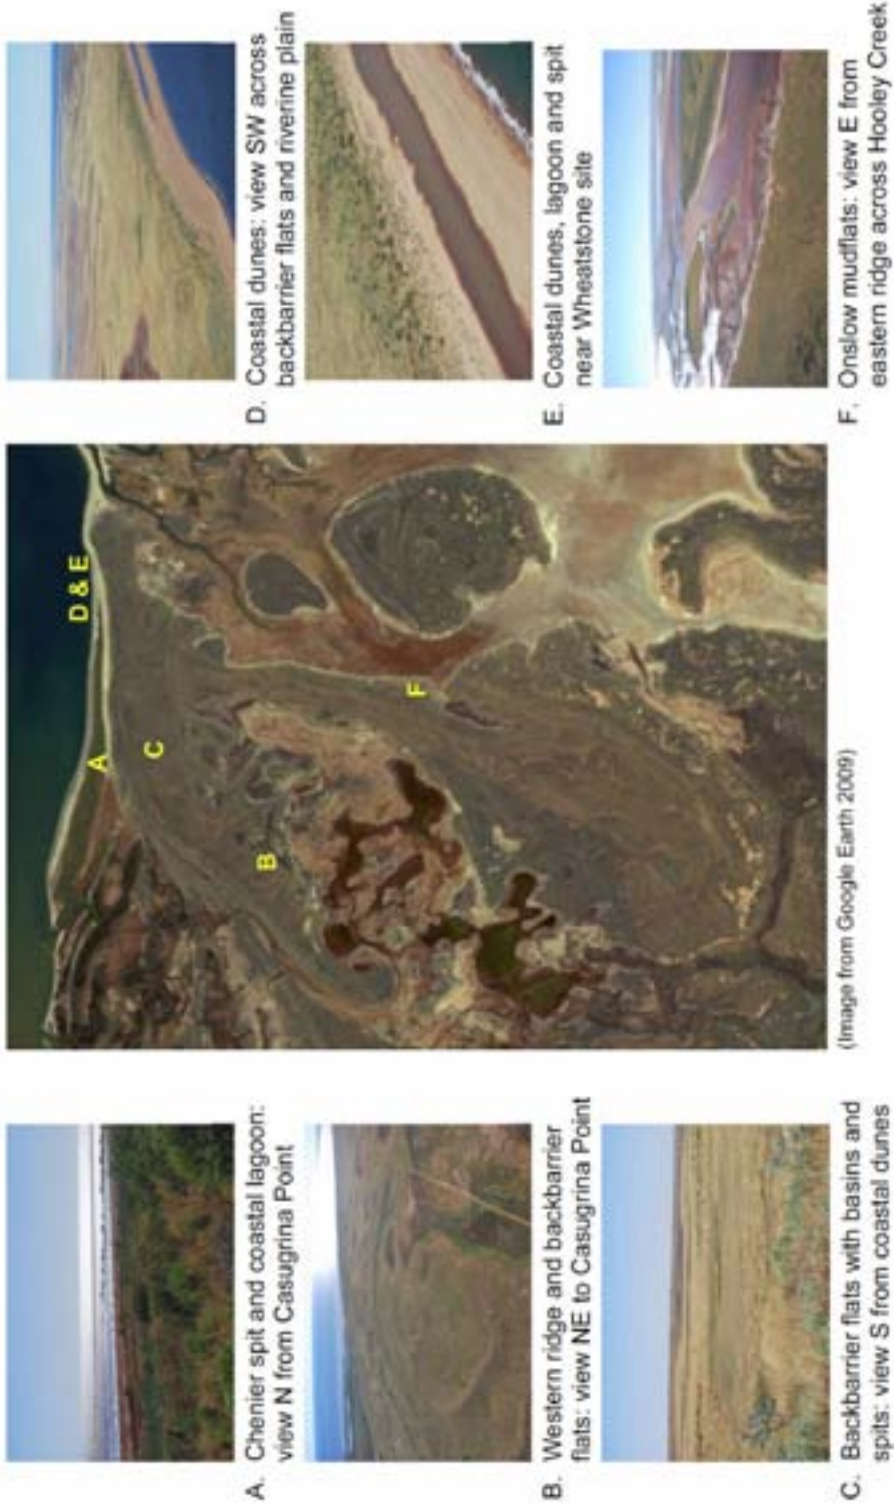 A. Chenier spit and coastal lagoon:
view N from Casugrina Point
B. Western ridge and backbarrier
flats: view NE to Casugrina Point
C. Backbarrier flats with basins and
spits: view S from coastal dunes
A
D & E
C
B
F
(Image from Google Earth 2009)
D. Coastal dunes: view SW across
backbarrier flats and riverine plain
E. Coastal dunes, lagoon and spit
near Wheatstone site
F. Onslow mudflats: view E from
eastern ridge across Hooley Creek